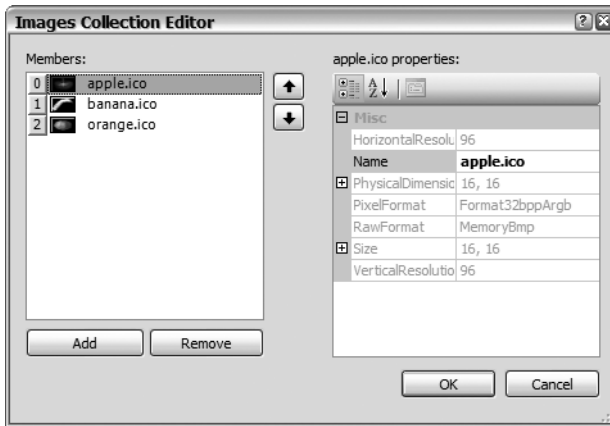 Images Collection Editor
Members:
0 apple.ico
1 banana.ico
2 orange.ico
Add Remove
apple.ico properties:
Misc
HorizontalResolu 96
Name apple.ico
PhysicalDimensic 16, 16
PixelFormat Format32bppArgb
RawFormat MemoryBmp
Size 16, 16
VerticalResolutio 96
OK Cancel